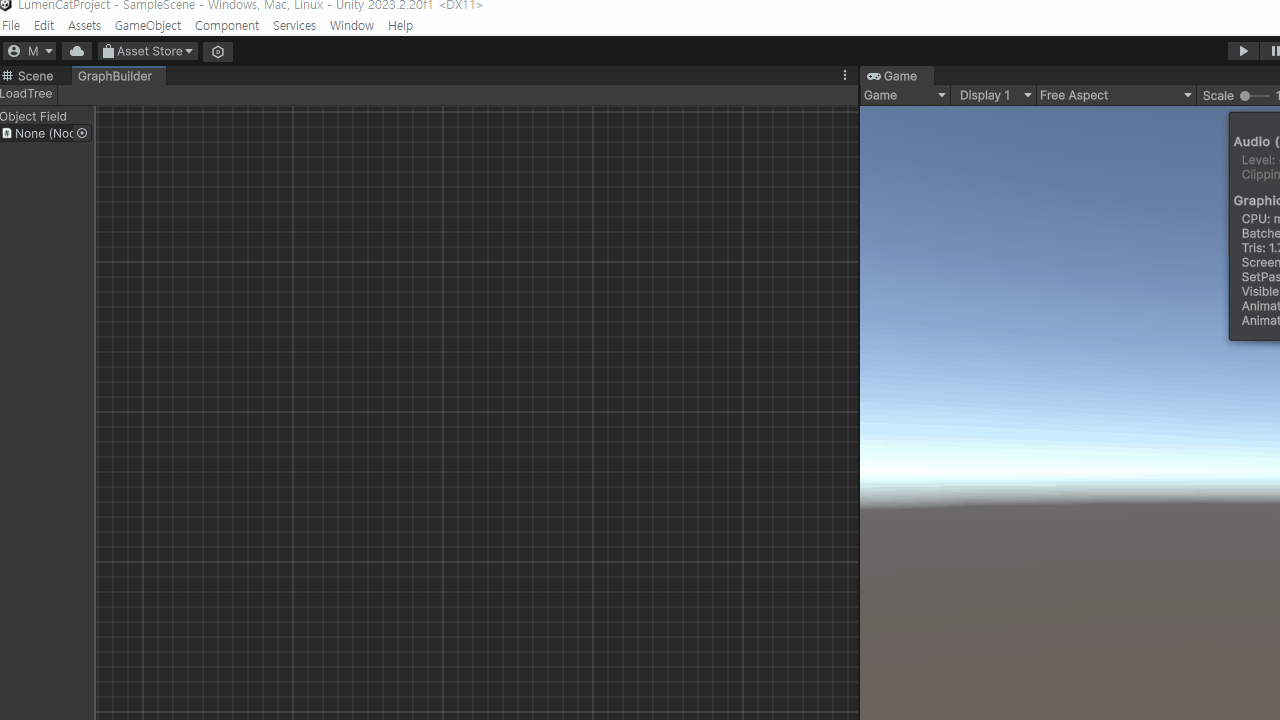 LumenCatProject - SampleScene - Windows, Mac, Linux - Unity 2023.2.20f1 <DX11>
File Edit Assets GameObject Component Services Window Help
M Asset Store
Scene GraphBuilder
LoadTree
Object Field
None (Noc
Game
Game Display 1 Free Aspect Scale 1
Audio (
Level:
Clippin
Graphic
CPU: m
Batche
Tris: 1.7
Screen
SetPas
Visible
Animat
Animat